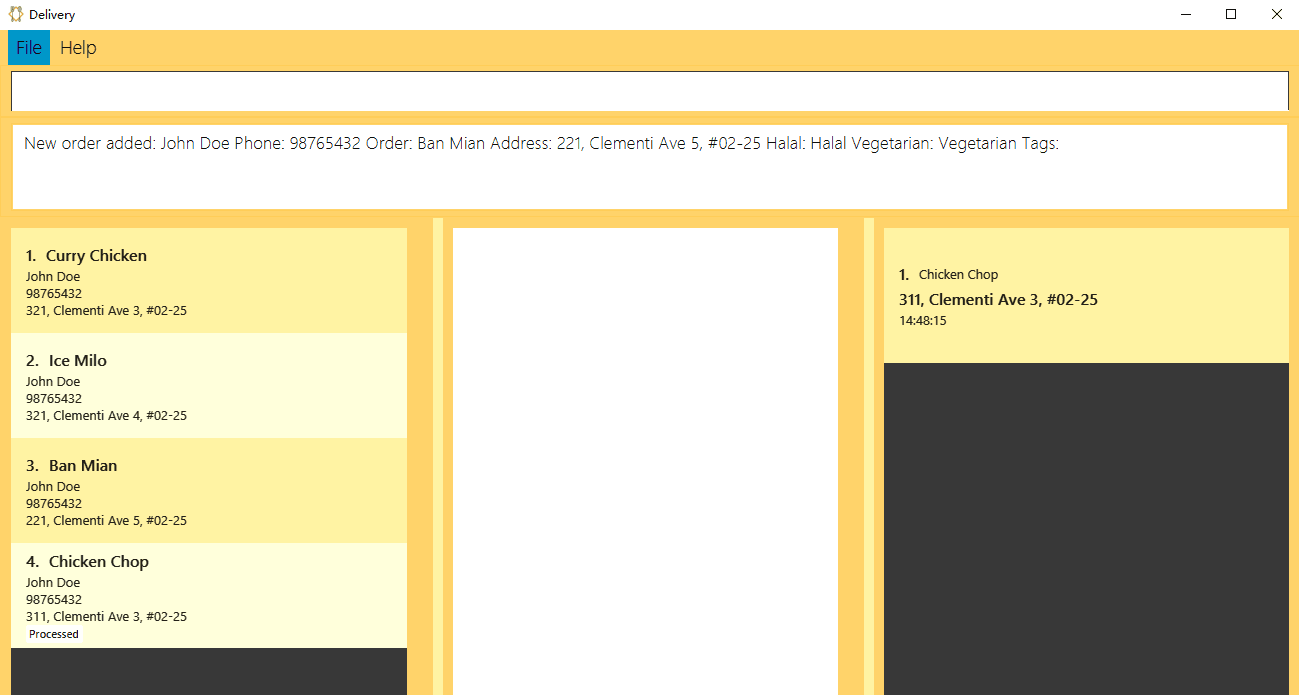 Delivery
File Help
New order added: John Doe Phone: 98765432 Order: Ban Mian Address: 221, Clementi Ave 5, #02-25 Halal: Halal Vegetarian: Vegetarian Tags:
1. Curry Chicken
John Doe
98765432
321, Clementi Ave 3, #02-25
2. Ice Milo
John Doe
98765432
321, Clementi Ave 4, #02-25
3. Ban Mian
John Doe
98765432
221, Clementi Ave 5, #02-25
4. Chicken Chop
John Doe
98765432
311, Clementi Ave 3, #02-25
Processed
1. Chicken Chop
311, Clementi Ave 3, #02-25
14:48:15